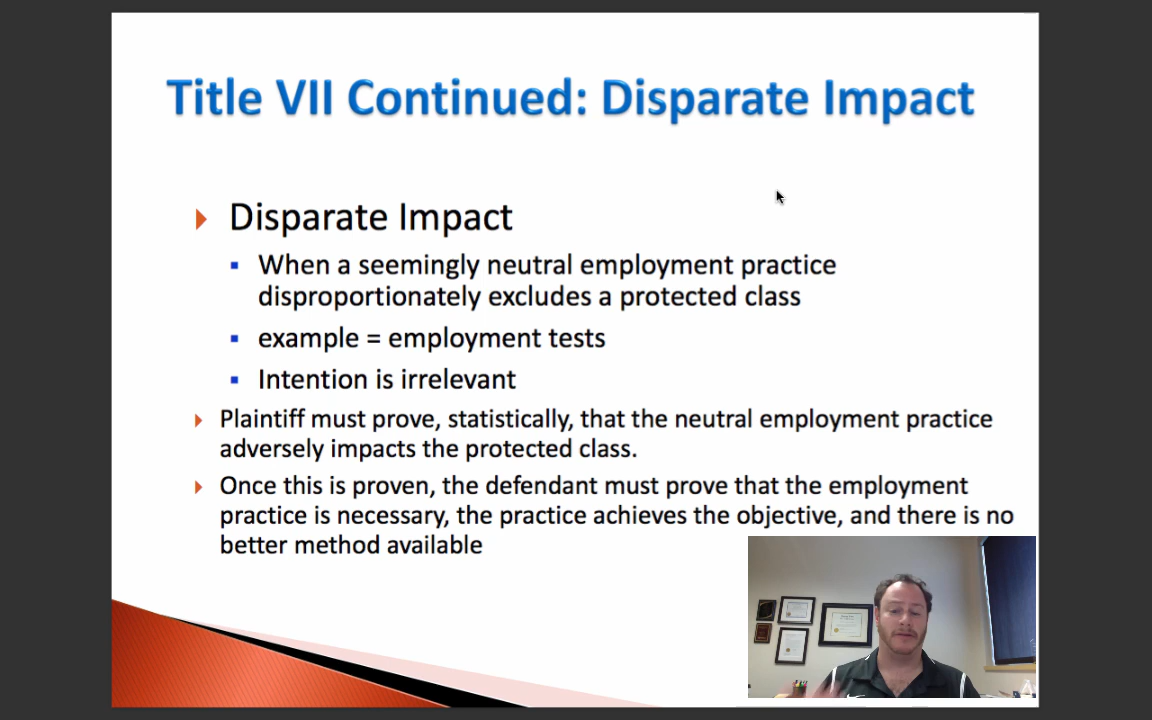 Title VII Continued: Disparate Impact
Disparate Impact
When a seemingly neutral employment practice
disproportionately excludes a protected class
example = employment tests
Intention is irrelevant
Plaintiff must prove, statistically, that the neutral employment practice
adversely impacts the protected class.
Once this is proven, the defendant must prove that the employment
practice is necessary, the practice achieves the objective, and there is no
better method available